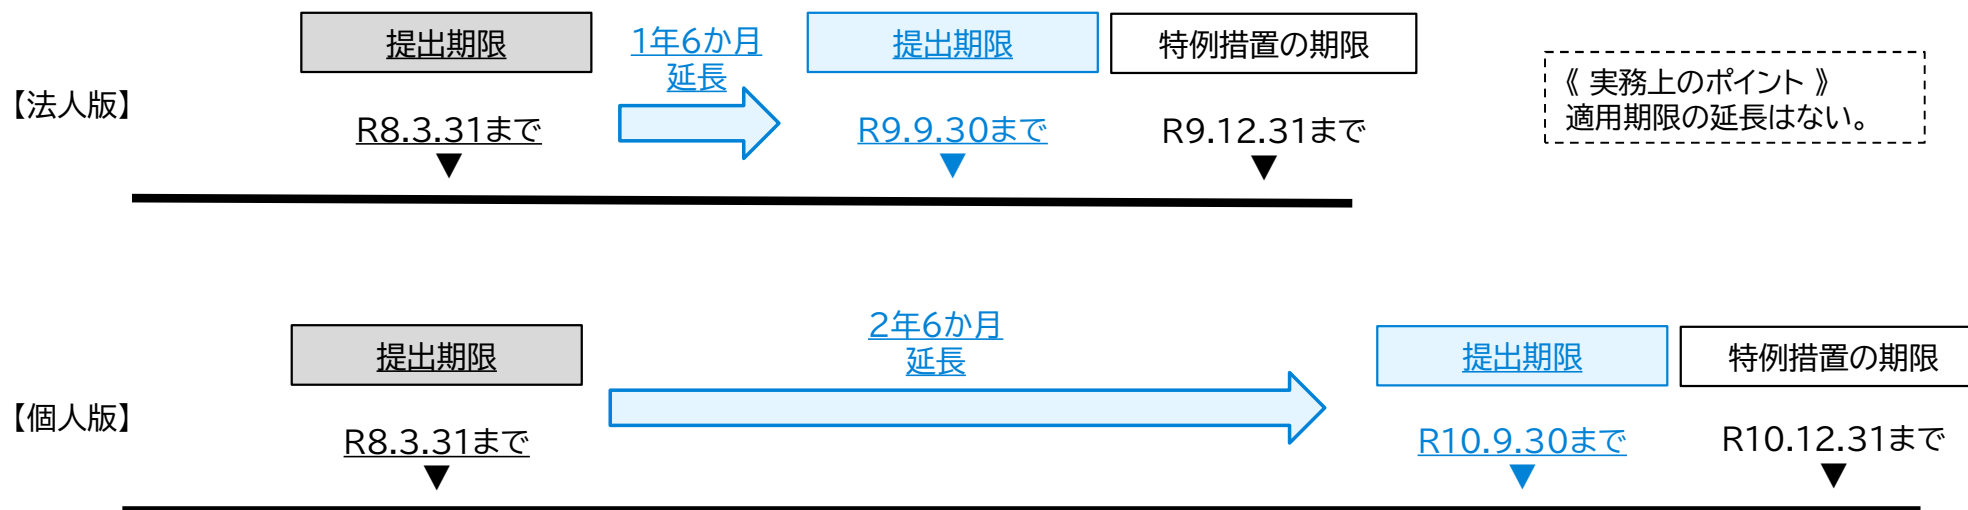 提出期限
1年6か月
延長
提出期限
特例措置の期限
《 実務上のポイント 》
適用期限の延長はない。
【法人版】
R8.3.31まで
R9.9.30まで
R9.12.31まで
提出期限
2年6か月
延長
提出期限
特例措置の期限
【個人版】
R8.3.31まで
R10.9.30まで
R10.12.31まで